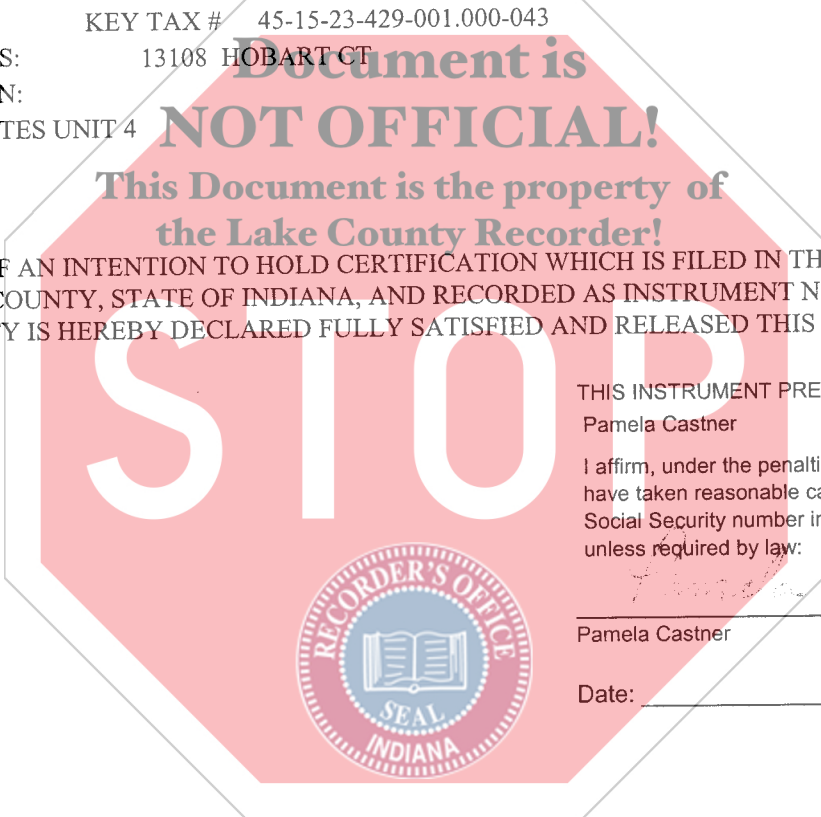 KEY TAX # 45-15-23-429-001.000-043
S: 13108 HOBART CT
N:
TES UNIT 4
Document is
NOT OFFICIAL!
This Document is the property of
the Lake County Recorder!
F AN INTENTION TO HOLD CERTIFICATION WHICH IS FILED IN TH
COUNTY, STATE OF INDIANA, AND RECORDED AS INSTRUMENT N
Y IS HEREBY DECLARED FULLY SATISFIED AND RELEASED THIS
STOP
THIS INSTRUMENT PRE
Pamela Castner
I affirm, under the penalti
have taken reasonable ca
Social Security number in
unless required by law:
Pamela Castner
Date:
RECORDER'S OFFICE
SEAL
INDIANA